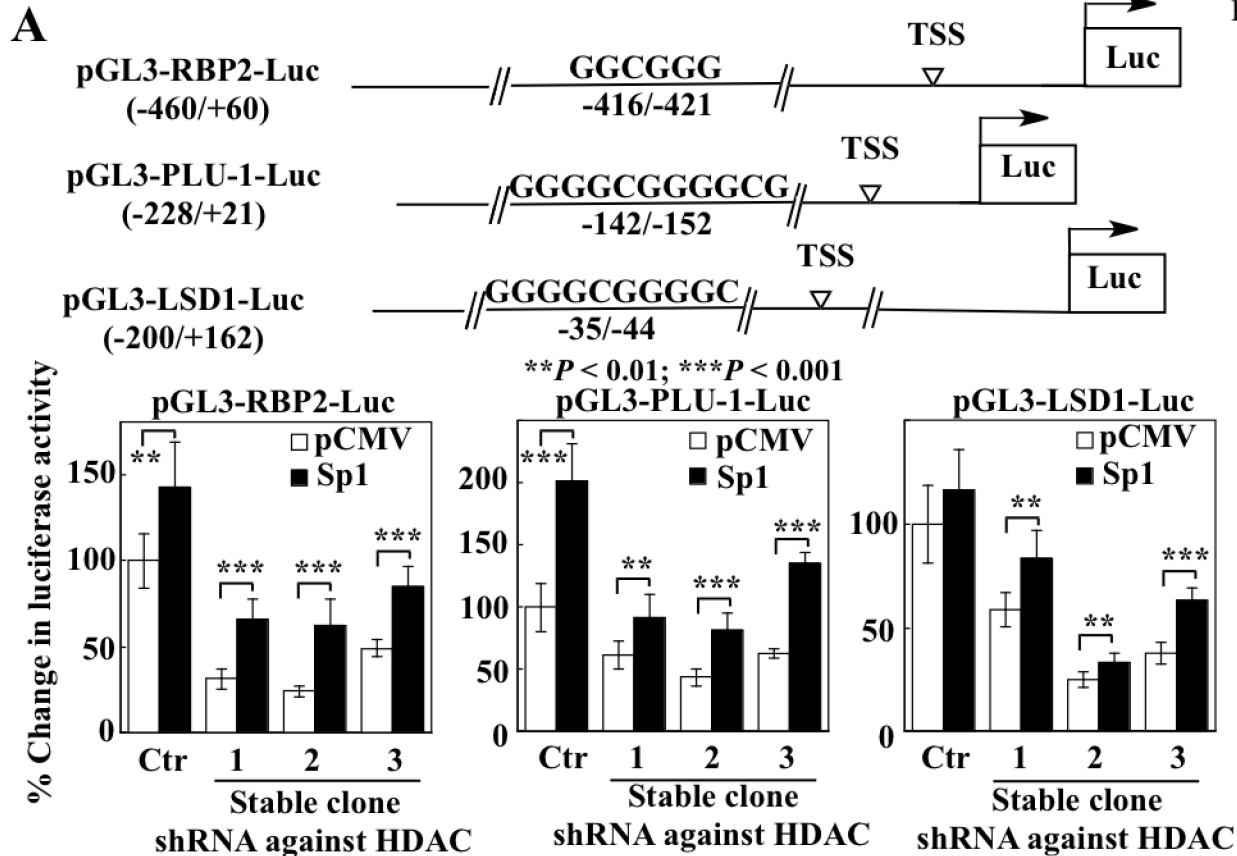 A
TSS
GGCGGG
Luc
pGL3-RBP2-Luc
(-460/+60)
-416/-421
TSS
Luc
pGL3-PLU-1-Luc
GGGGCGGGGCG
(-228/+21)
-142/-152
TSS
Luc
pGL3-LSD1-Luc
GGGGCGGGGC
(-200/+162)
-35/-44
**P < 0.01; ***P < 0.001
% Change in luciferase activity
pGL3-RBP2-Luc
pCMV
Sp1
150
100
50
0
**
***
***
***
Ctr 1 2 3
Stable clone
shRNA against HDAC
pGL3-PLU-1-Luc
pCMV
Sp1
200
150
100
50
0
***
**
***
***
Ctr 1 2 3
Stable clone
shRNA against HDAC
pGL3-LSD1-Luc
pCMV
Sp1
100
50
0
**
**
***
Ctr 1 2 3
Stable clone
shRNA against HDAC